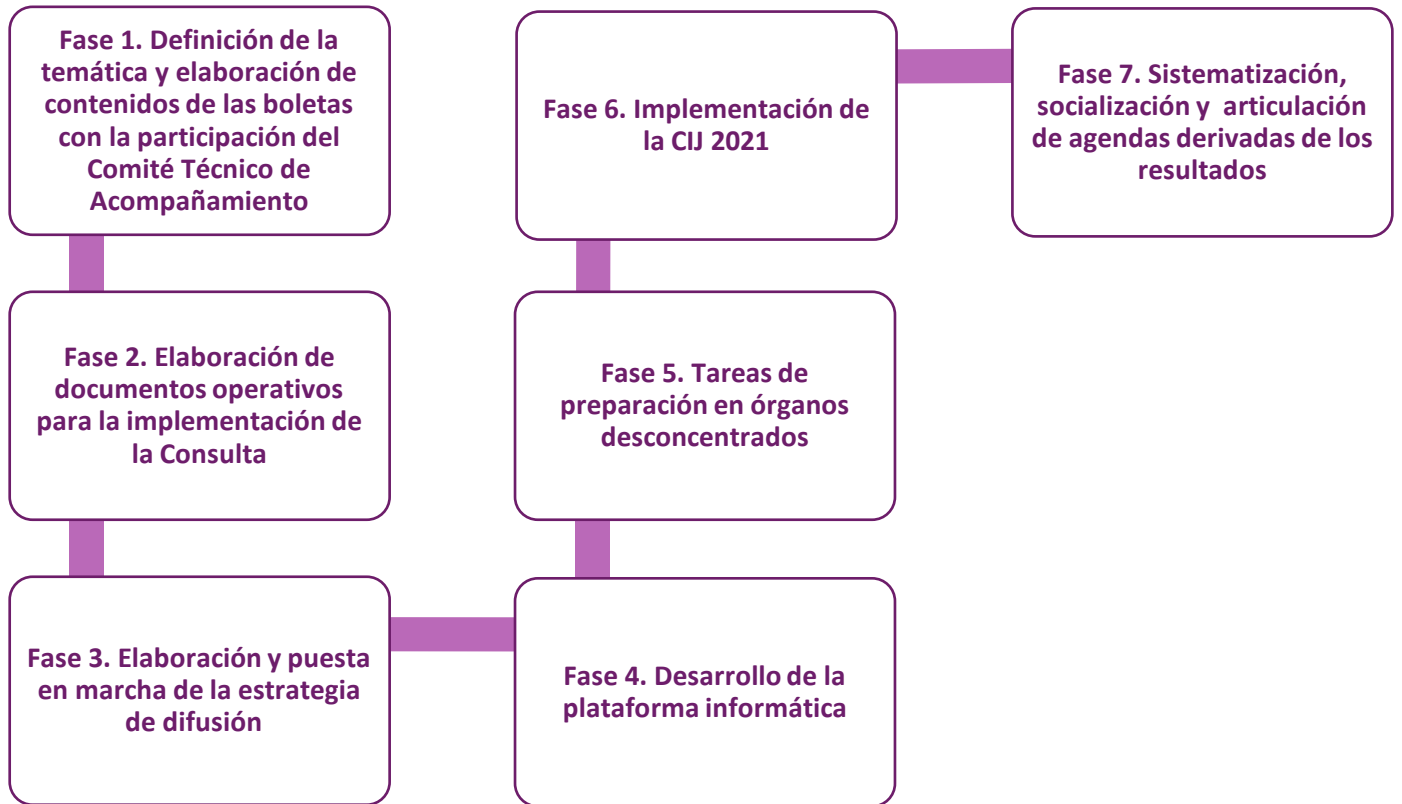 Fase 1. Definición de la
temática y elaboración de
contenidos de las boletas
con la participación del
Comité Técnico de
Acompañamiento
Fase 2. Elaboración de
documentos operativos
para la implementación de
la Consulta
Fase 3. Elaboración y puesta
en marcha de la estrategia
de difusión
Fase 4. Desarrollo de la
plataforma informática
Fase 5. Tareas de
preparación en órganos
desconcentrados
Fase 6. Implementación de
la CIJ 2021
Fase 7. Sistematización,
socialización y articulación
de agendas derivadas de los
resultados